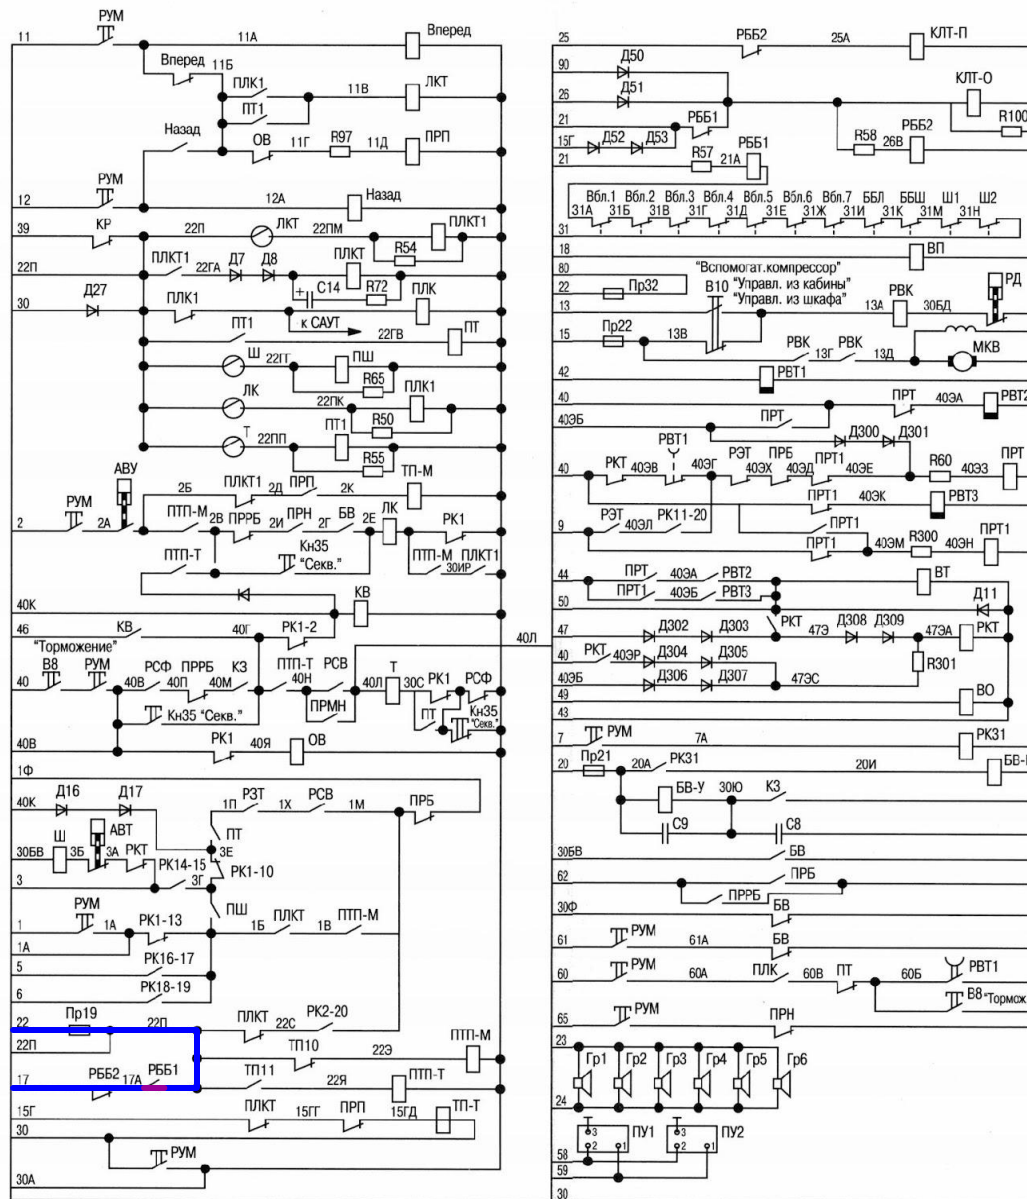 11 РУМ 11А Вперед
Вперед 11Б
ПЛК1 11В ЛКТ
ПТ1
Назад ОВ 11Г R97 11Д ПРП
12 РУМ 12А Назад
39 КР 22П ЛКТ 22ПМ ПЛКТ1
R54
22П ПЛКТ1 22ГА Д7 Д8 ПЛКТ
+ С14 R72
30 Д27 ПЛК1 ПЛК
к САУТ
ПТ1 22ГВ ПТ
Ш 22ГГ ПШ
R65
ЛК 22ПК ПЛК1
R50
Т 22ПП ПТ1
R55
АВУ 2Б ПЛКТ1 2Д ПРП 2К ТП-М
2 РУМ 2А ПТП-М 2В ПРРБ 2И ПРН 2Г БВ 2Е ЛК РК1
ПТП-Т Кн35 "Секв." ПТП-М 30ИР ПЛКТ1
40К КВ
46 КВ 40Г РК1-2
"Торможение" 40Л
40 В8 РУМ 40В РСФ 40П ПРРБ 40М КЗ ПТП-Т 40Н РСВ 40Л Т 30С РК1 РСФ
Кн35 "Секв." ПРМН ПТ Кн35 "Секв."
40В РК1 40Я ОВ
1Ф
40К Д16 Д17 1П РЗТ 1Х РСВ 1М ПРБ
ПТ
30БВ Ш 3Б АВТ 3А РКТ 3Е
РК14-15 РК1-10
3 3Г
ПШ
1 РУМ 1А РК1-13 1Б ПЛКТ 1В ПТП-М
1А
5 РК16-17
6 РК18-19
22 Пр19 22П ПЛКТ 22С РК2-20
22П ТП10 22Э ПТП-М
17 РББ2 17А РББ1 ТП11 22Я ПТП-Т
15Г ПЛКТ 15ГГ ПРП 15ГД ТП-Т
30
РУМ
30А
25 РББ2 25А КЛТ-П
90 Д50
26 Д51 КЛТ-О
21 РББ1 R100
15Г Д52 Д53 R58 26В РББ2
21 R57 21А РББ1
Вбл.1 Вбл.2 Вбл.3 Вбл.4 Вбл.5 Вбл.6 Вбл.7 ББЛ ББШ Ш1 Ш2
31 31А 31Б 31В 31Г 31Д 31Е 31Ж 31И 31К 31М 31Н
18 ВП
80 "Вспомогат.компрессор"
22 Пр32 В10 "Управл. из кабины"
"Управл. из шкафа"
13 13А РВК 30БД РД
15 Пр22 13В
РВК 13Г РВК 13Д МКВ
42 РВТ1
40 ПРТ 40ЭА РВТ2
40ЭБ ПРТ
Д300 Д301
40 РКТ 40ЭВ РВТ1 40ЭГ РЭТ 40ЭХ ПРБ 40ЭД ПРТ1 40ЭЕ R60 40ЭЗ ПРТ
ПРТ1 40ЭК РВТ3
9 РЭТ 40ЭЛ РК11-20 ПРТ1
ПРТ1 40ЭМ R300 40ЭН ПРТ1
44 ПРТ 40ЭА РВТ2 ВТ
50 ПРТ1 40ЭБ РВТ3 Д11
47 Д302 Д303 РКТ 47Э Д308 Д309 47ЭА РКТ
40 РКТ 40ЭР Д304 Д305 R301
40ЭБ Д306 Д307 47ЭС
49 ВО
43
7 РУМ 7А РК31
20 Пр21 20А РК31 20И БВ-
БВ-У 30Ю КЗ
С9 С8
30БВ БВ
62 ПРБ
ПРРБ
30Ф БВ
61 РУМ 61А БВ
60 РУМ 60А ПЛК 60В ПТ 60Б РВТ1
В8 "Тормож
65 РУМ ПРН
23 Гр1 Гр2 Гр3 Гр4 Гр5 Гр6
24
3 2 1 ПУ1 3 2 1 ПУ2
58
59
30